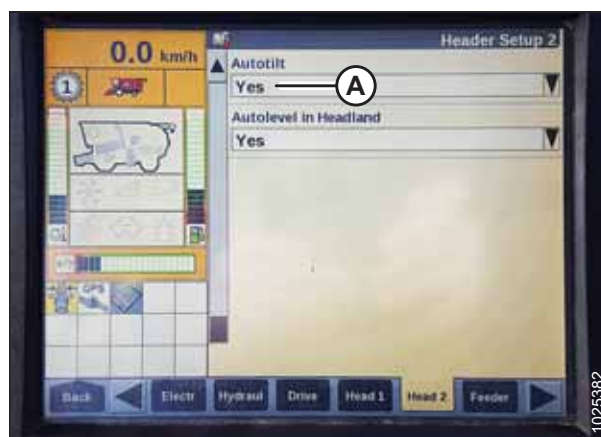 Header Setup 2
0.0 km/h
1
Autotilt
Yes
A
Autolevel in Headland
Yes
GPS
Back
Electr
Hydraul
Drive
Head 1
Head 2
Feeder
1025382